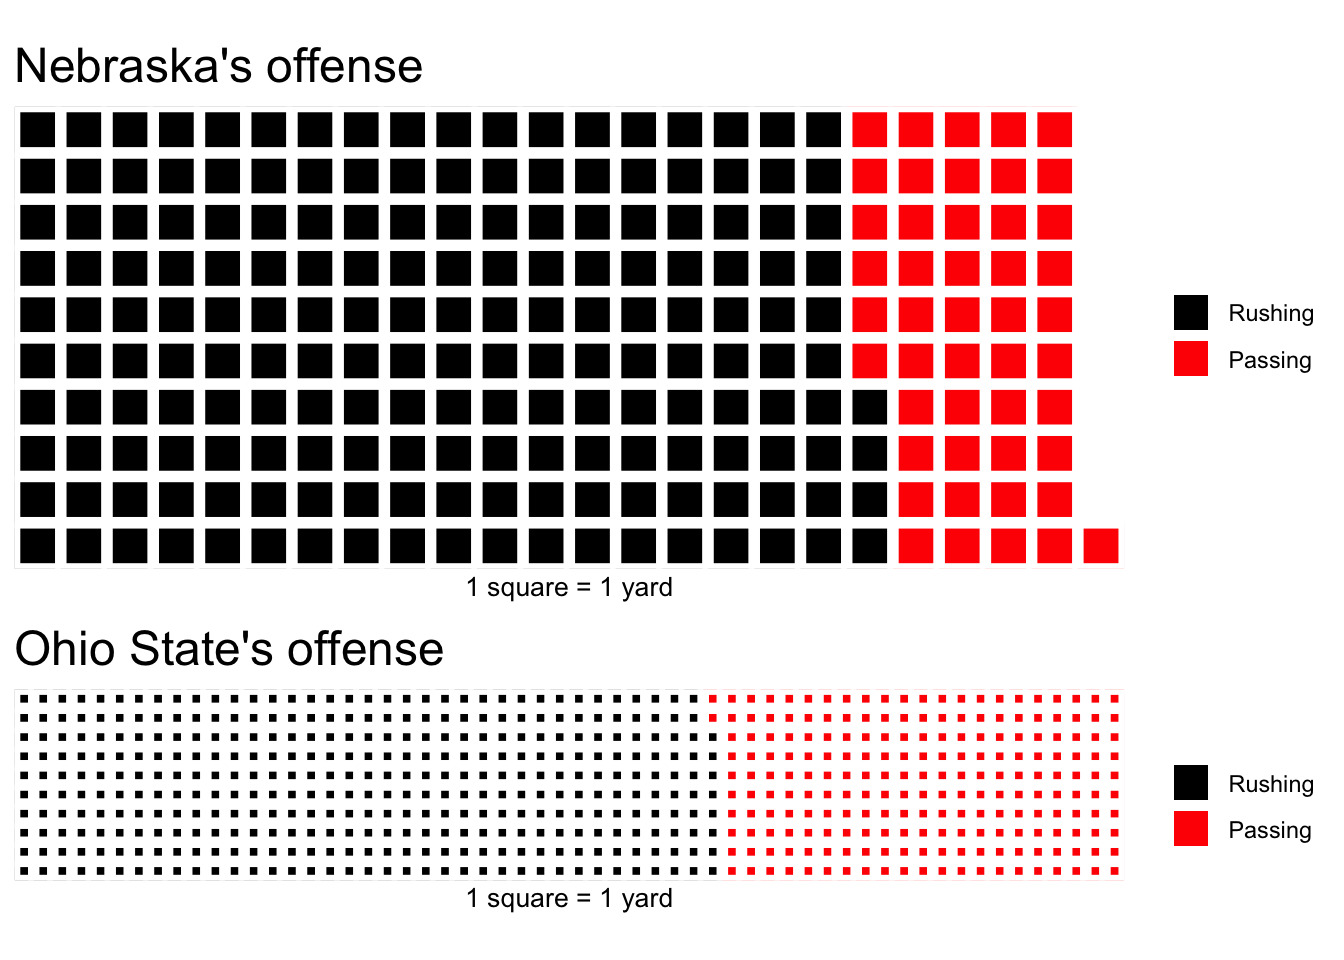 Nebraska's offense
Rushing
Passing
1 square = 1 yard
Ohio State's offense
Rushing
Passing
1 square = 1 yard